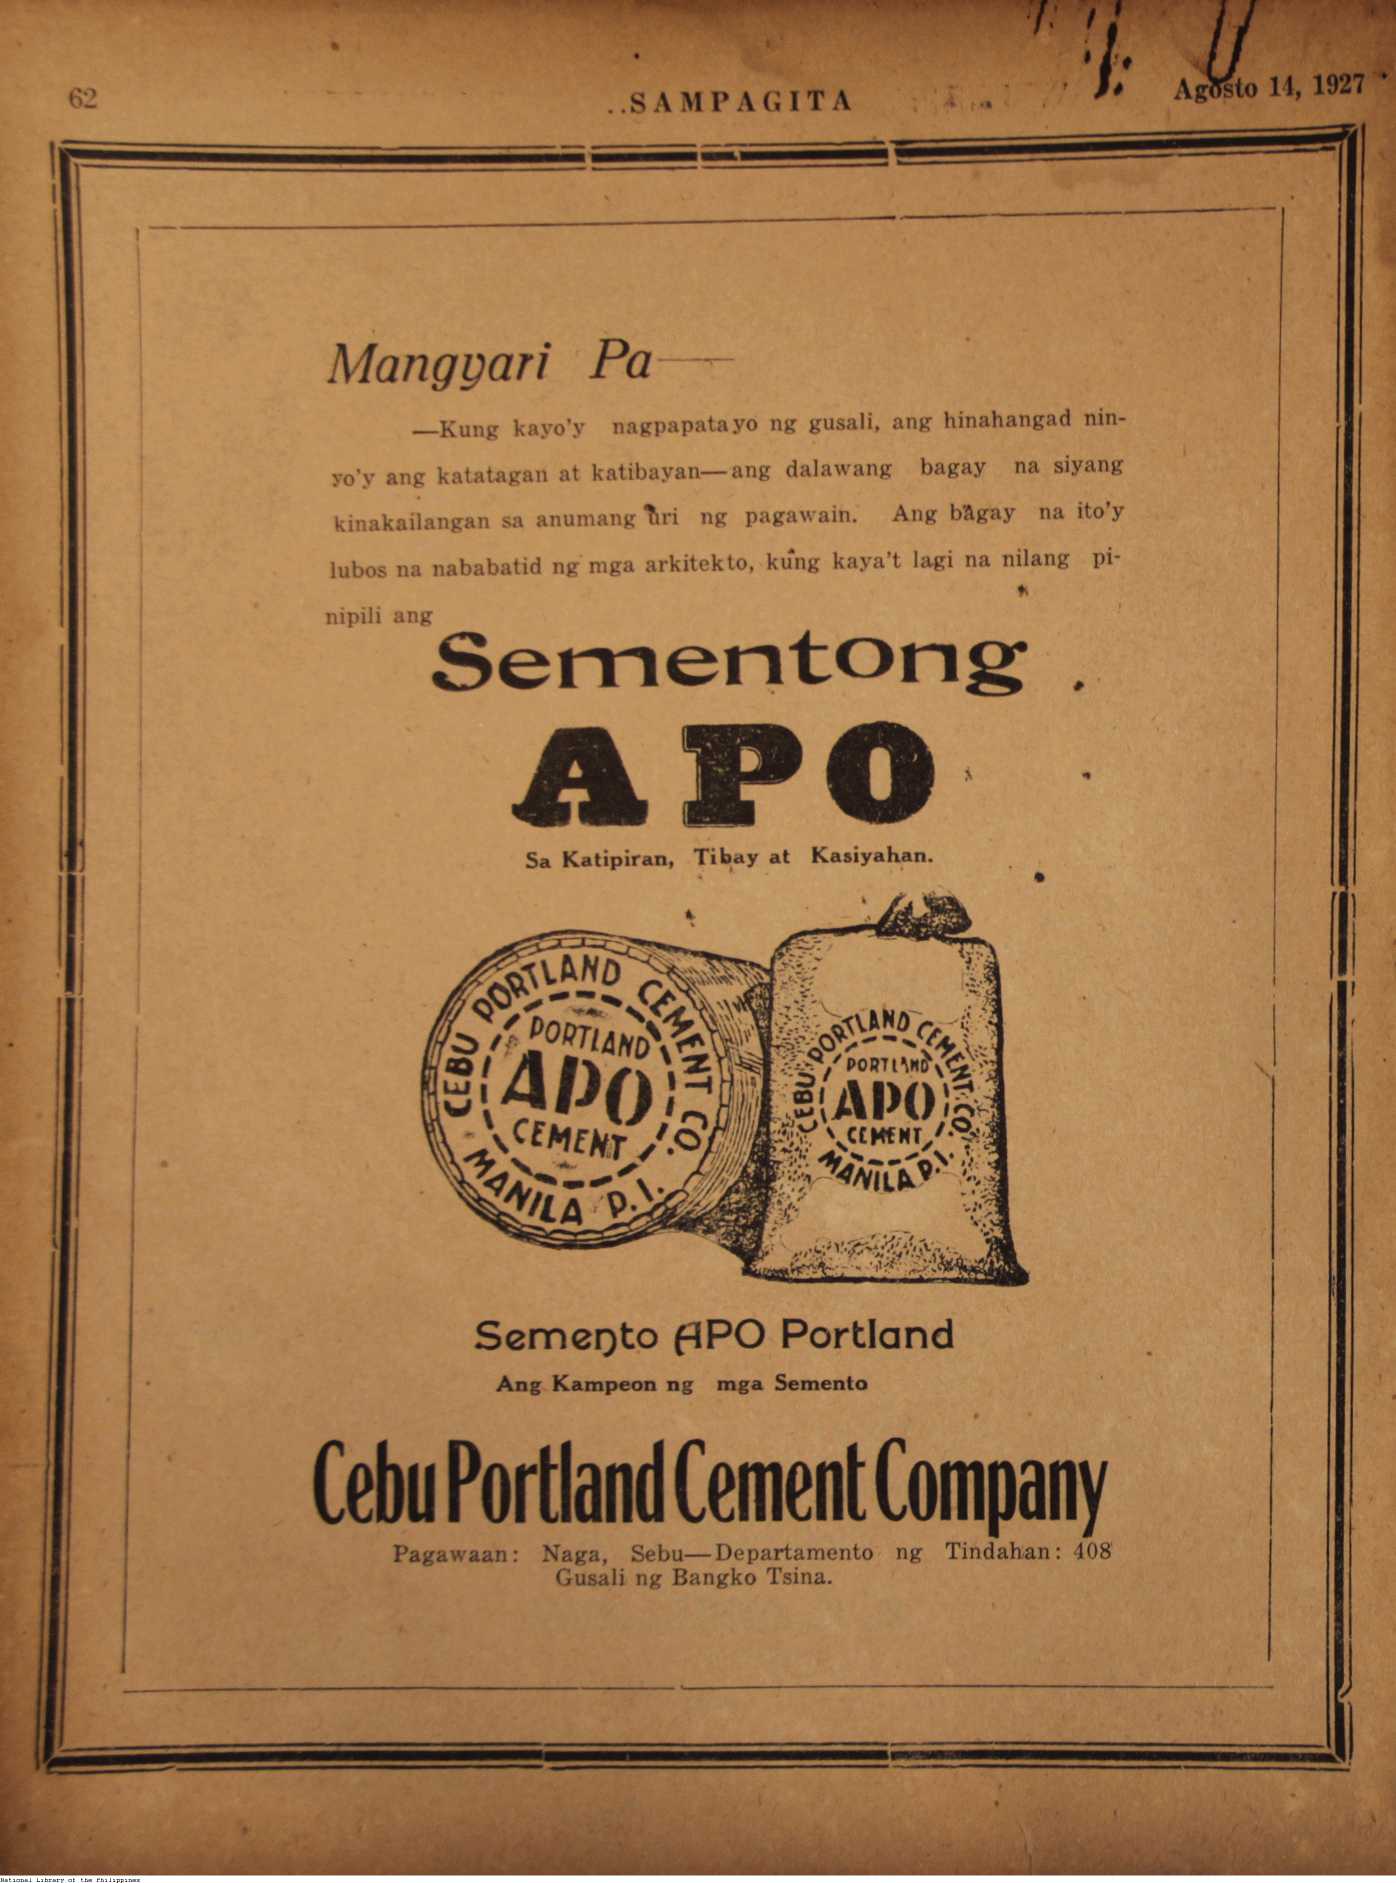 62
..SAMPAGITA
Agosto 14, 1927
Mangyari Pa—
—Kung kayo'y nagpapatayo ng gusali, ang hinahangad nin-
yo'y ang katatagan at katibayan—ang dalawang bagay na siyang
kinakailangan sa anumang uri ng pagawain. Ang bagay na ito'y
lubos na nababatid ng mga arkitekto, kung kaya't lagi na nilang pi-
nipili ang
Sementong
APO
Sa Katipiran, Tibay at Kasiyahan.
CEBU PORTLAND CEMENT CO.
PORTLAND
APO
CEMENT
MANILA P.I.
CEBU PORTLAND CEMENT CO.
PORTLAND
APO
CEMENT
MANILA P.I.
Semento APO Portland
Ang Kampeon ng mga Semento
Cebu Portland Cement Company
Pagawaan: Naga, Sebu—Departamento ng Tindahan: 408
Gusali ng Bangko Tsina.
National Library of the Philippines